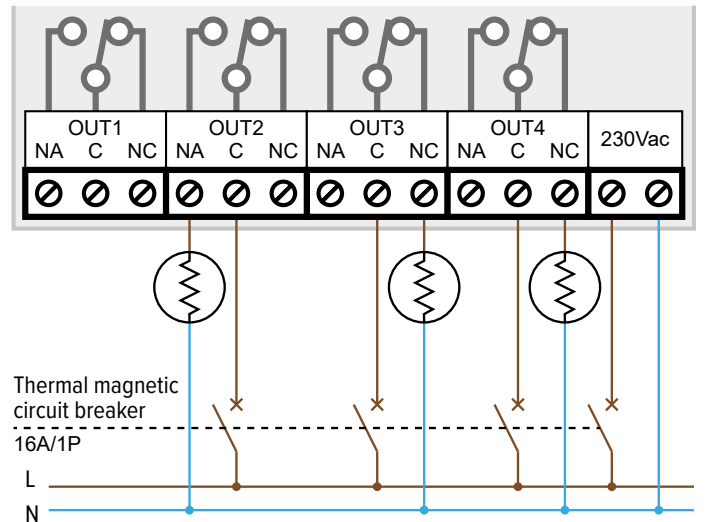 OUT1 OUT2 OUT3 OUT4 230Vac
NA C NC NA C NC NA C NC NA C NC
Thermal magnetic
circuit breaker
16A/1P
L
N